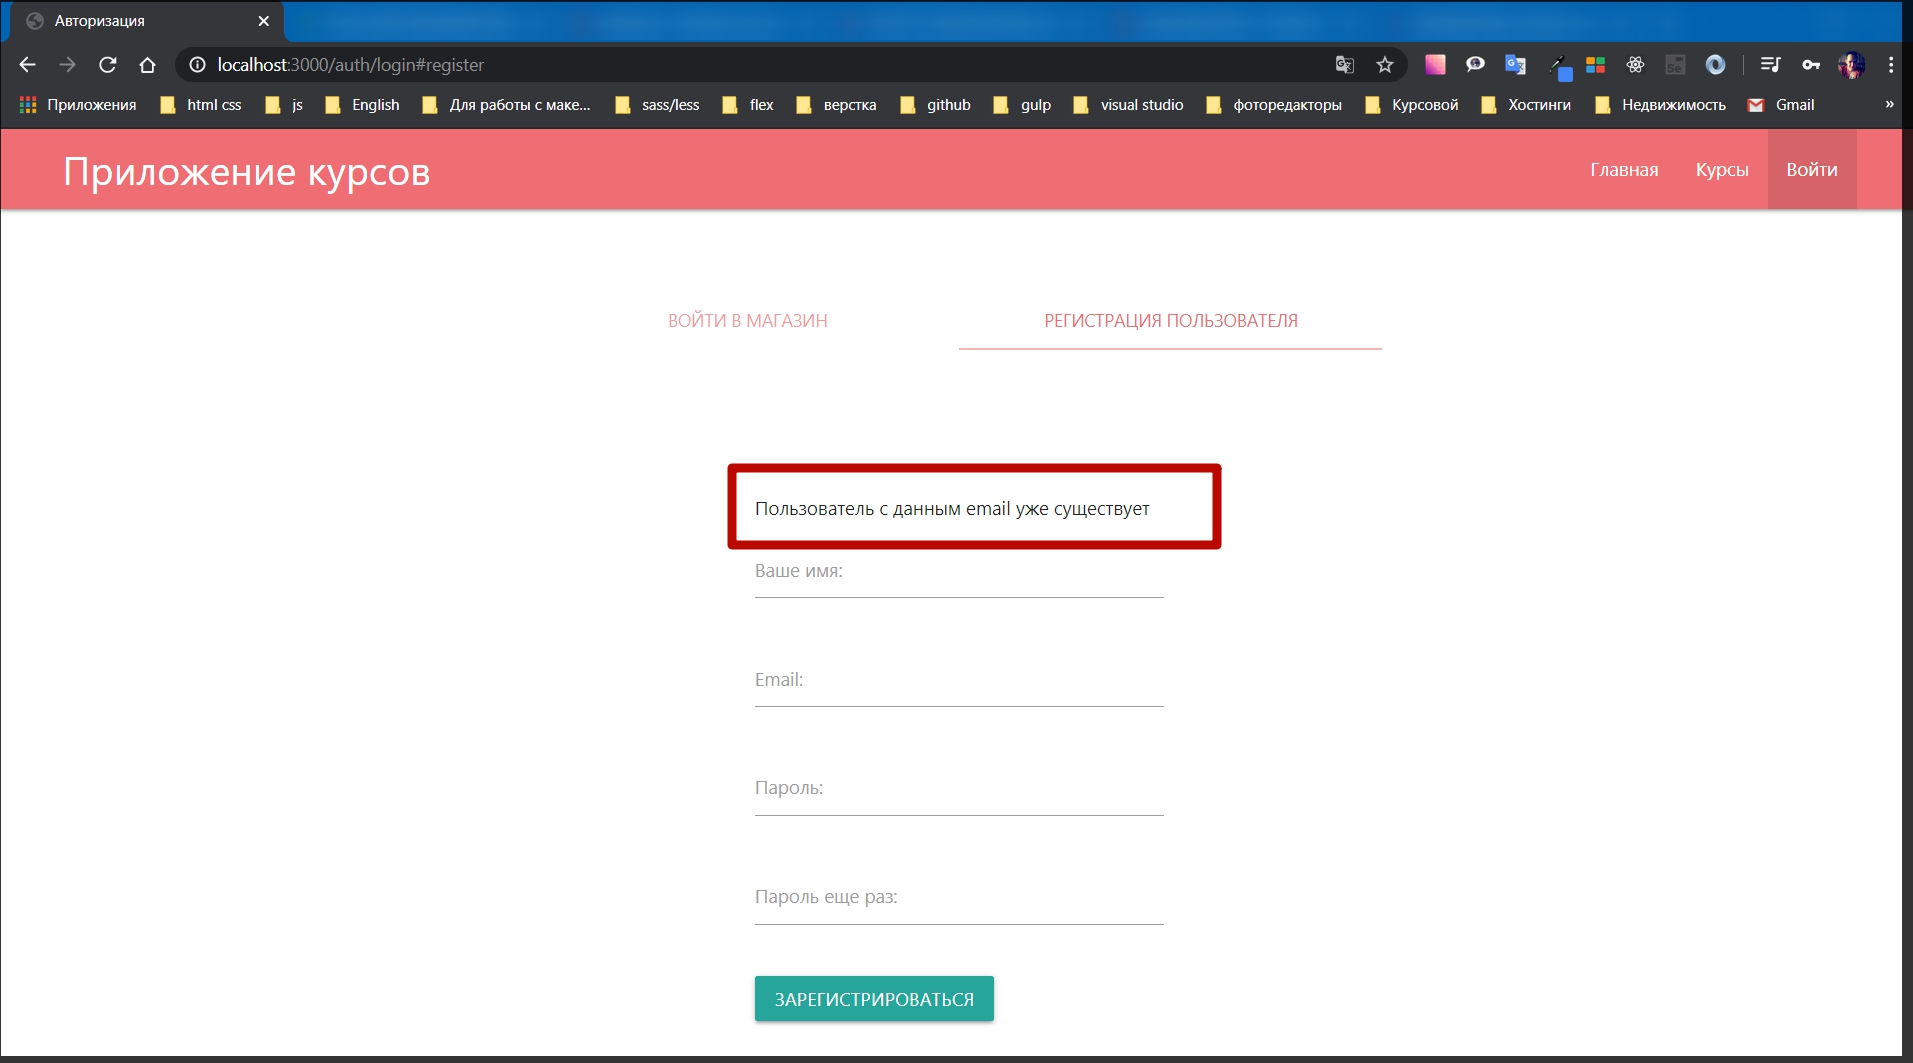 Авторизация
localhost:3000/auth/login#register
Приложения html css js English Для работы с маке... sass/less flex верстка github gulp visual studio фоторедакторы Курсовой Хостинги Недвижимость Gmail »
Приложение курсов
Главная Курсы Войти
ВОЙТИ В МАГАЗИН РЕГИСТРАЦИЯ ПОЛЬЗОВАТЕЛЯ
Пользователь с данным email уже существует
Ваше имя:
Email:
Пароль:
Пароль еще раз:
ЗАРЕГИСТРИРОВАТЬСЯ